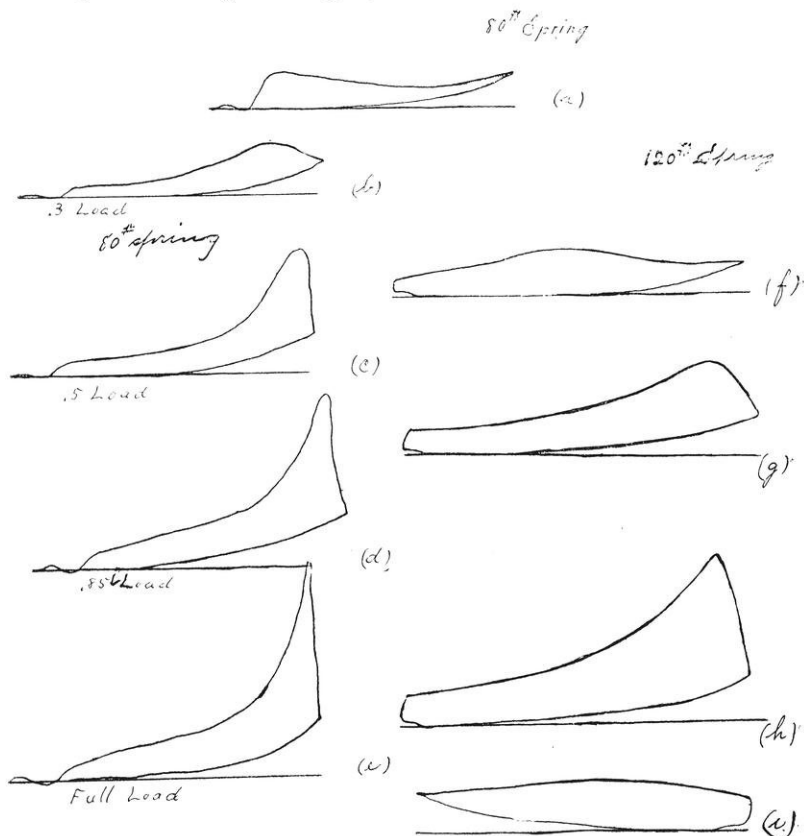 80# Spring
(a)
(b)
.3 Load
80# spring
120# Spring
(f)
(c)
.5 Load
(g)
(d)
.85 Load
(h)
(e)
Full Load
(i)